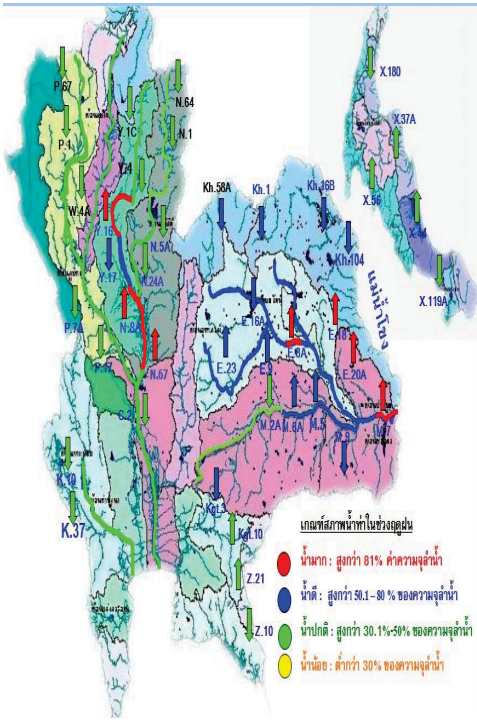 X.180
P.67
N.64
X.37A
Y.1C
N.1
P.1
Y.4
Kh.58A
Kh.1
Kh.16B
X.56
W.4A
Y.16
X.44
N.5A
Kh.104
Y.17
N.24A
แม่น้ำโขง
X.119A
P.7A
N.8A
E.16A
E.8A
E.18
P.17
N.67
E.23
E.9
E.20A
C.2
M.2A
M.6A
M.5
M.9
M.7
K.10
Kgt.3
K.37
Kgt.10
เกณฑ์สภาพน้ำท่าในช่วงฤดูฝน
น้ำมาก : สูงกว่า 81% ค่าความจุลำน้ำ
Z.21
น้ำดี : สูงกว่า 50.1 – 80 % ของความจุลำน้ำ
Z.10
น้ำปกติ : สูงกว่า 30.1%-50% ของความจุลำน้ำ
น้ำน้อย : ต่ำกว่า 30% ของความจุลำน้ำ